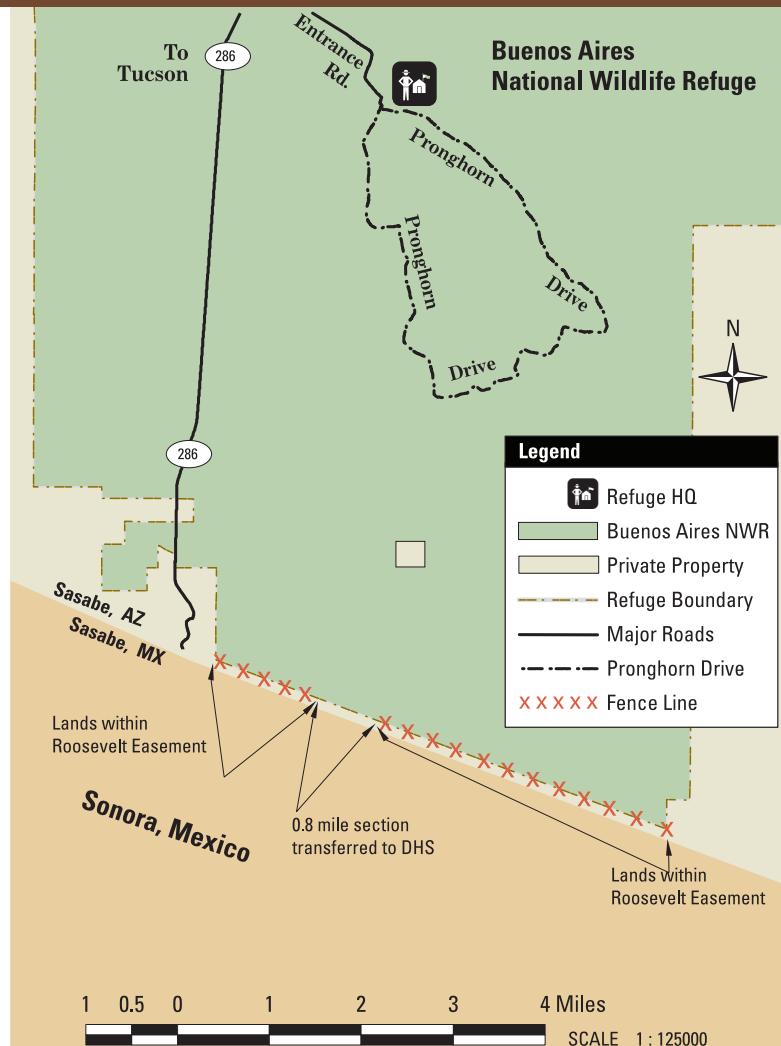 To
Tucson
286
Entrance
Rd.
Buenos Aires
National Wildlife Refuge
Pronghorn
Pronghorn
Drive
Drive
N
286
Legend
Refuge HQ
Buenos Aires NWR
Private Property
Refuge Boundary
Major Roads
Pronghorn Drive
X X X X X Fence Line
Sasabe, AZ
Sasabe, MX
Lands within
Roosevelt Easement
Sonora, Mexico
0.8 mile section
transferred to DHS
Lands within
Roosevelt Easement
1 0.5 0 1 2 3 4 Miles
SCALE 1 : 125000